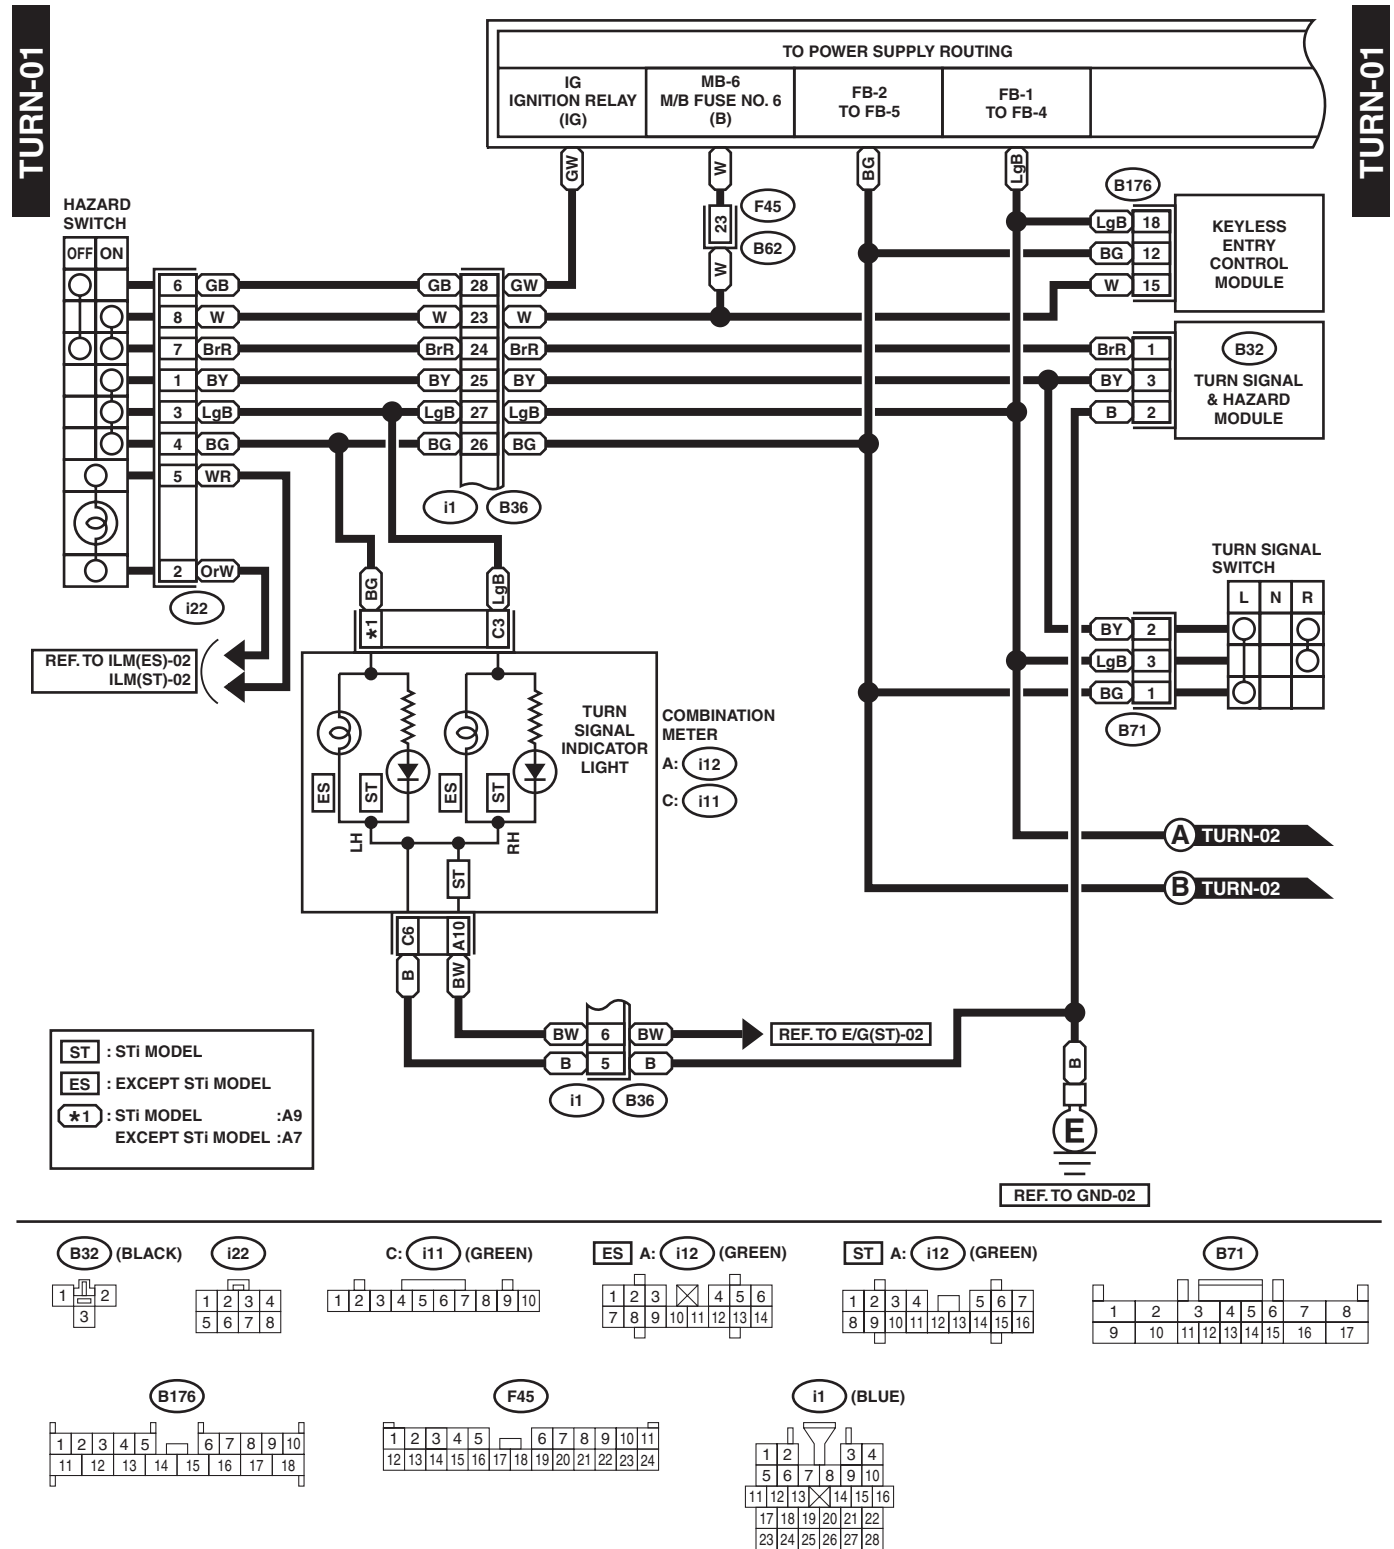 TURN-01
TURN-01
TO POWER SUPPLY ROUTING
IG
IGNITION RELAY
(IG)
MB-6
M/B FUSE NO. 6
(B)
FB-2
TO FB-5
FB-1
TO FB-4
GW
W
BG
LgB
23
F45
B62
W
B176
LgB 18
BG 12
W 15
KEYLESS
ENTRY
CONTROL
MODULE
HAZARD
SWITCH
OFF ON
6 GB GB 28 GW
8 W W 23 W
7 BrR BrR 24 BrR
1 BY BY 25 BY
3 LgB LgB 27 LgB
4 BG BG 26 BG
5 WR
2 OrW
i22
i1 B36
BrR 1
BY 3
B 2
B32
TURN SIGNAL
& HAZARD
MODULE
REF. TO ILM(ES)-02
ILM(ST)-02
BG
LgB
*1
C3
TURN
SIGNAL
INDICATOR
LIGHT
COMBINATION
METER
A: i12
C: i11
ES
ST
ES
ST
LH
RH
ST
C6
A10
B
BW
TURN SIGNAL
SWITCH
L N R
BY 2
LgB 3
BG 1
B71
A TURN-02
B TURN-02
BW 6 BW
B 5 B
REF. TO E/G(ST)-02
i1 B36
B
E
REF. TO GND-02
ST : STi MODEL
ES : EXCEPT STi MODEL
*1 : STi MODEL :A9
EXCEPT STi MODEL :A7
B32 (BLACK)
1 2
3
i22
1 2 3 4
5 6 7 8
C: i11 (GREEN)
1 2 3 4 5 6 7 8 9 10
ES A: i12 (GREEN)
1 2 3 4 5 6
7 8 9 10 11 12 13 14
ST A: i12 (GREEN)
1 2 3 4 5 6 7
8 9 10 11 12 13 14 15 16
B71
1 2 3 4 5 6 7 8
9 10 11 12 13 14 15 16 17
B176
1 2 3 4 5 6 7 8 9 10
11 12 13 14 15 16 17 18
F45
1 2 3 4 5 6 7 8 9 10 11
12 13 14 15 16 17 18 19 20 21 22 23 24
i1 (BLUE)
1 2 3 4
5 6 7 8 9 10
11 12 13 14 15 16
17 18 19 20 21 22
23 24 25 26 27 28